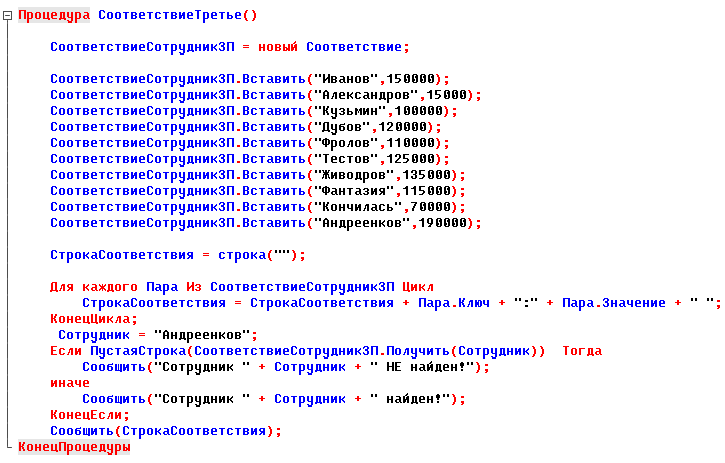 Процедура СоответствиеТретье()
СоответствиеСотрудникЗП = новый Соответствие;
СоответствиеСотрудникЗП.Вставить("Иванов",150000);
СоответствиеСотрудникЗП.Вставить("Александров",15000);
СоответствиеСотрудникЗП.Вставить("Кузьмин",100000);
СоответствиеСотрудникЗП.Вставить("Дубов",120000);
СоответствиеСотрудникЗП.Вставить("Фролов",110000);
СоответствиеСотрудникЗП.Вставить("Тестов",125000);
СоответствиеСотрудникЗП.Вставить("Живодров",135000);
СоответствиеСотрудникЗП.Вставить("Фантазия",115000);
СоответствиеСотрудникЗП.Вставить("Кончилась",70000);
СоответствиеСотрудникЗП.Вставить("Андреенков",190000);
СтрокаСоответствия = строка("");
Для каждого Пара Из СоответствиеСотрудникЗП Цикл
СтрокаСоответствия = СтрокаСоответствия + Пара.Ключ + ":" + Пара.Значение + " ";
КонецЦикла;
Сотрудник = "Андреенков";
Если ПустаяСтрока(СоответствиеСотрудникЗП.Получить(Сотрудник)) Тогда
Сообщить("Сотрудник " + Сотрудник + " НЕ найден!");
иначе
Сообщить("Сотрудник " + Сотрудник + " найден!");
КонецЕсли;
Сообщить(СтрокаСоответствия);
КонецПроцедуры